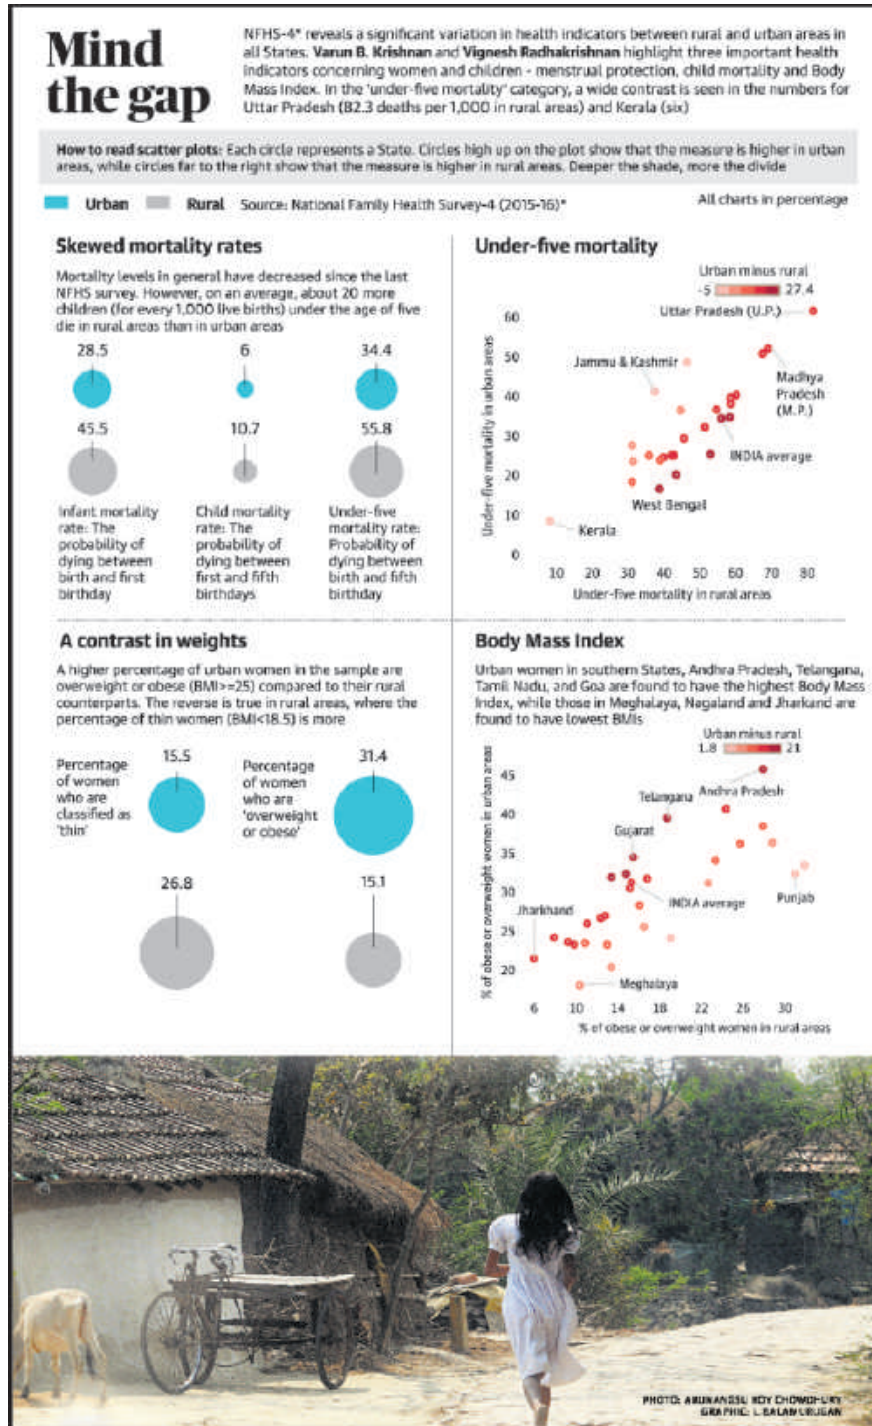 Mind
the gap
NFHS-4* reveals a significant variation in health indicators between rural and urban areas in
all States. Varun B. Krishnan and Vignesh Radhakrishnan highlight three important health
indicators concerning women and children - menstrual protection, child mortality and Body
Mass Index. In the 'under-five mortality' category, a wide contrast is seen in the numbers for
Uttar Pradesh (82.3 deaths per 1,000 in rural areas) and Kerala (six)
How to read scatter plots: Each circle represents a State. Circles high up on the plot show that the measure is higher in urban
areas, while circles far to the right show that the measure is higher in rural areas. Deeper the shade, more the divide
Urban Rural Source: National Family Health Survey-4 (2015-16)*
All charts in percentage
Skewed mortality rates
Mortality levels in general have decreased since the last
NFHS survey. However, on an average, about 20 more
children (for every 1,000 live births) under the age of five
die in rural areas than in urban areas
28.5 6 34.4
45.5 10.7 55.8
Infant mortality
rate: The
probability of
dying between
birth and first
birthday
Child mortality
rate: The
probability of
dying between
first and fifth
birthdays
Under-five
mortality rate:
Probability of
dying between
birth and fifth
birthday
Under-five mortality
Urban minus rural
-5 27.4
Under-five mortality in urban areas
60
50
40
30
20
10
0
Uttar Pradesh (U.P.)
Jammu & Kashmir
Madhya
Pradesh
(M.P.)
INDIA average
West Bengal
Kerala
10 20 30 40 50 60 70 80
Under-five mortality in rural areas
A contrast in weights
A higher percentage of urban women in the sample are
overweight or obese (BMI>=25) compared to their rural
counterparts. The reverse is true in rural areas, where the
percentage of thin women (BMI<18.5) is more
Percentage
of women
who are
classified as
'thin'
15.5
Percentage
of women
who are
'overweight
or obese'
31.4
26.8 15.1
Body Mass Index
Urban women in southern States, Andhra Pradesh, Telangana,
Tamil Nadu, and Goa are found to have the highest Body Mass
Index, while those in Meghalaya, Nagaland and Jharkand are
found to have lowest BMIs
Urban minus rural
1.8 21
% of obese or overweight women in urban areas
45
40
35
30
25
20
Telangana
Andhra Pradesh
Gujarat
INDIA average
Punjab
Jharkhand
Meghalaya
6 10 14 18 22 26 30
% of obese or overweight women in rural areas
PHOTO: ARUNANGSU ROY CHOWDHURY
GRAPHIC: L BALAMURUGAN